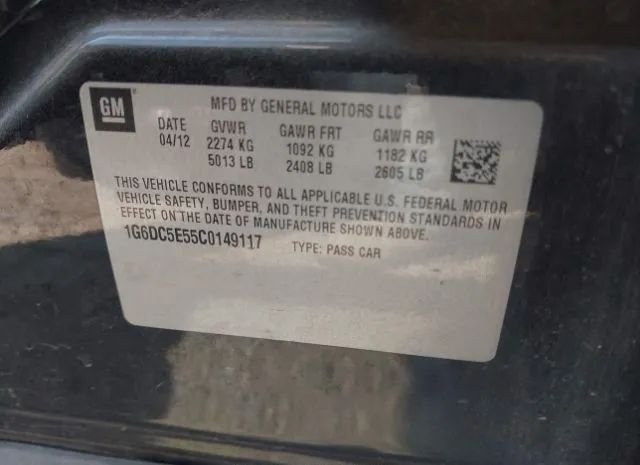 GM
MFD BY GENERAL MOTORS LLC
DATE GVWR GAWR FRT GAWR RR
04/12 2274 KG 1092 KG 1182 KG
5013 LB 2408 LB 2605 LB
THIS VEHICLE CONFORMS TO ALL APPLICABLE U.S. FEDERAL MOTOR
VEHICLE SAFETY, BUMPER, AND THEFT PREVENTION STANDARDS IN
EFFECT ON THE DATE OF MANUFACTURE SHOWN ABOVE.
1G6DC5E55C0149117 TYPE: PASS CAR